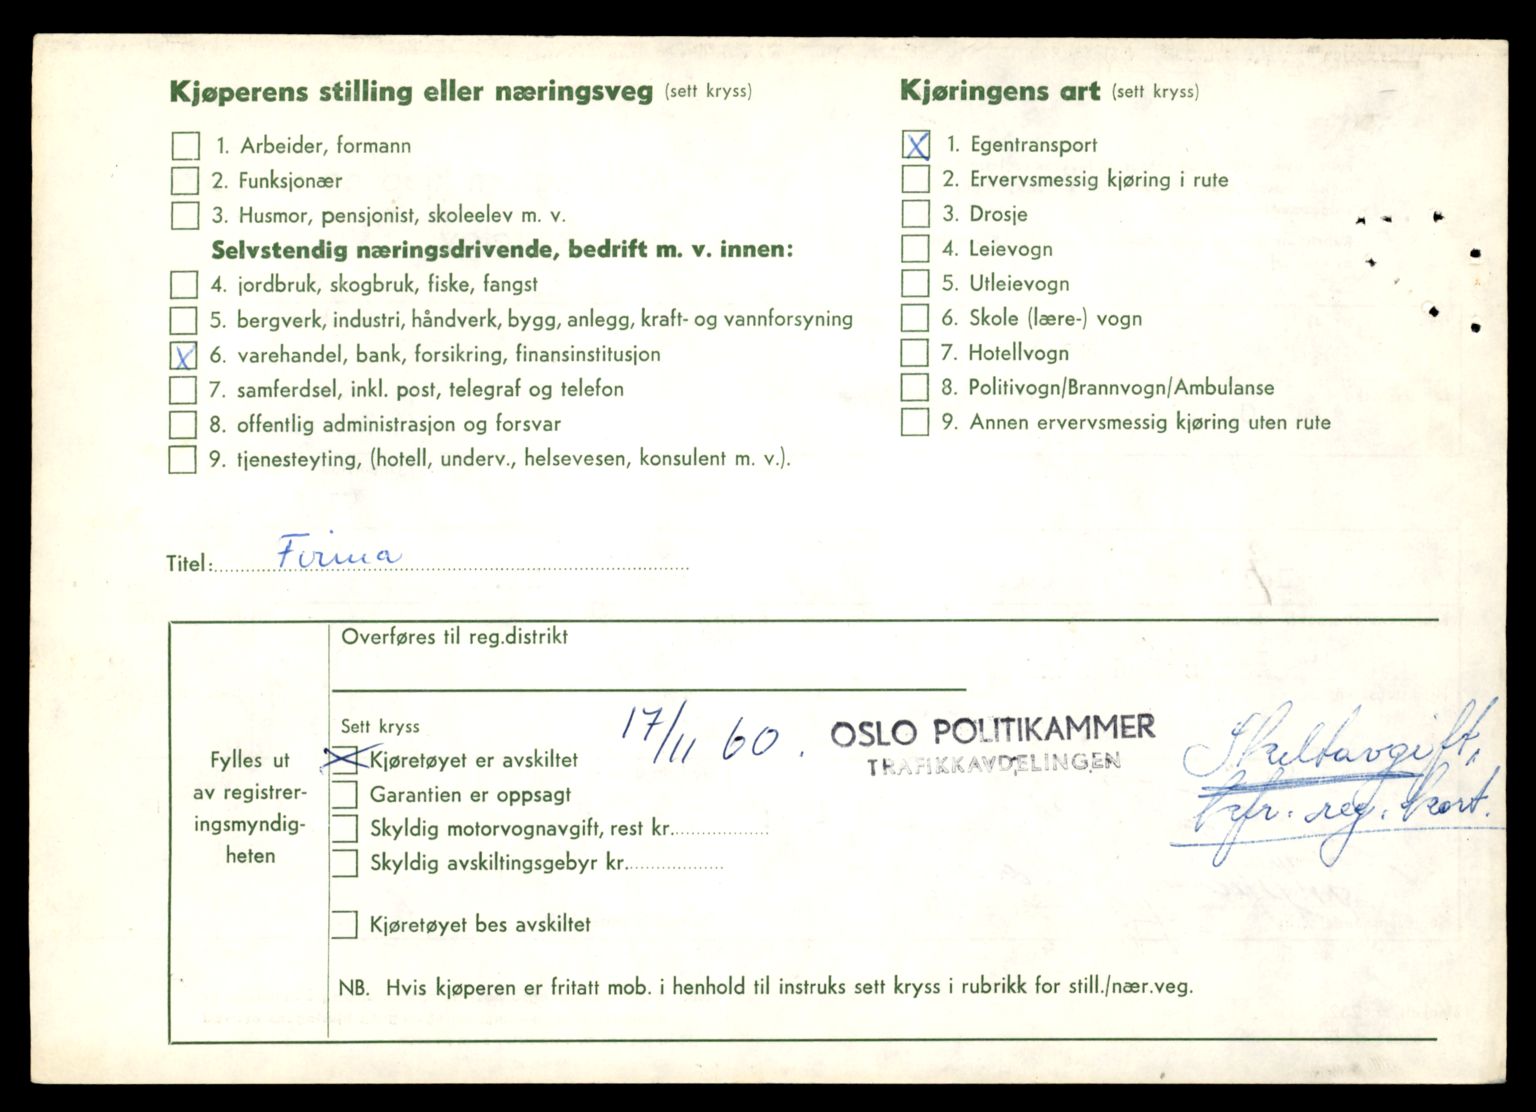 Kjøperens stilling eller næringsveg (sett kryss)
X
1. Arbeider, formann
2. Funksjonær
3. Husmor, pensjonist, skoleelev m. v.
Selvstendig næringsdrivende, bedrift m. v. innen:
4. jordbruk, skogbruk, fiske, fangst
5. bergverk, industri, håndverk, bygg, anlegg, kraft- og vannforsyning
X 6. varehandel, bank, forsikring, finansinstitusjon
7. samferdsel, inkl. post, telegraf og telefon
8. offentlig administrasjon og forsvar
9. tjenesteyting, (hotell, underv., helsevesen, konsulent m. v.).
Kjøringens art (sett kryss)
X 1. Egentransport
2. Ervervsmessig kjøring i rute
3. Drosje
4. Leievogn
5. Utleievogn
6. Skole (lære-) vogn
7. Hotellvogn
8. Politivogn/Brannvogn/Ambulanse
9. Annen ervervsmessig kjøring uten rute
Titel: Firma
Fylles ut
av registrer-
ingsmyndig-
heten
Overføres til reg.distrikt
Sett kryss
X Kjøretøyet er avskiltet
Garantien er oppsagt
Skyldig motorvognavgift, rest kr.
Skyldig avskiltingsgebyr kr.
Kjøretøyet bes avskiltet
17/11 60.
OSLO POLITIKAMMER
TRAFIKKAVDELINGEN
Skiltavgift,
kfr. reg. kort.
NB. Hvis kjøperen er fritatt mob. i henhold til instruks sett kryss i rubrikk for still./nær.veg.